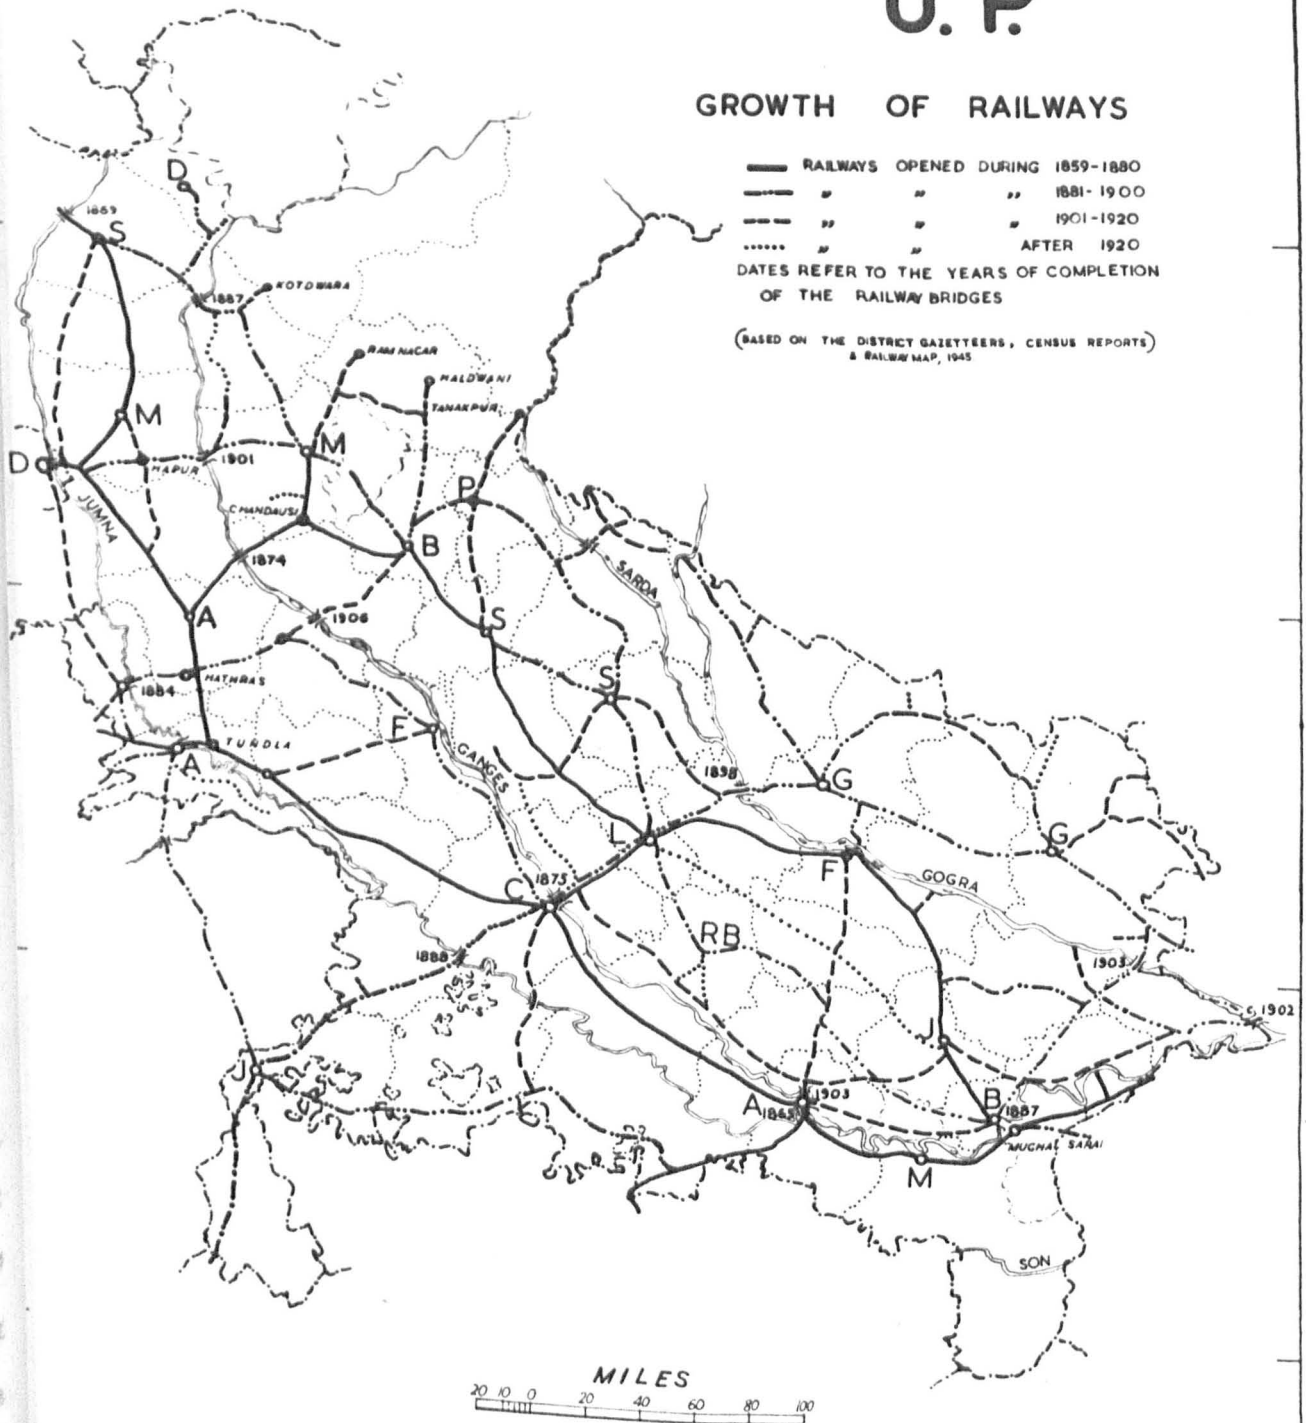 U. P.
GROWTH OF RAILWAYS
RAILWAYS OPENED DURING 1859-1880
" " " 1881-1900
" " " 1901-1920
" " AFTER 1920
DATES REFER TO THE YEARS OF COMPLETION
OF THE RAILWAY BRIDGES
(BASED ON THE DISTRICT GAZETTEERS, CENSUS REPORTS)
& RAILWAY MAP, 1945
D
1869
S
1887
KOTDWARA
RAMNAGAR
HALDWANI
TANAKPUR
M
M
D
HAPUR
1901
JUMNA
CHANDAUSI
P
B
1874
SARDA
A
1906
S
HATHRAS
1884
S
F
TUNDLA
A
GANGES
1898
G
L
G
F
GOGRA
C
1875
RB
1888
1903
1902
J
J
A
1865
1903
B
1887
MUGHAL SARAI
M
SON
MILES
20 10 0 20 40 60 80 100